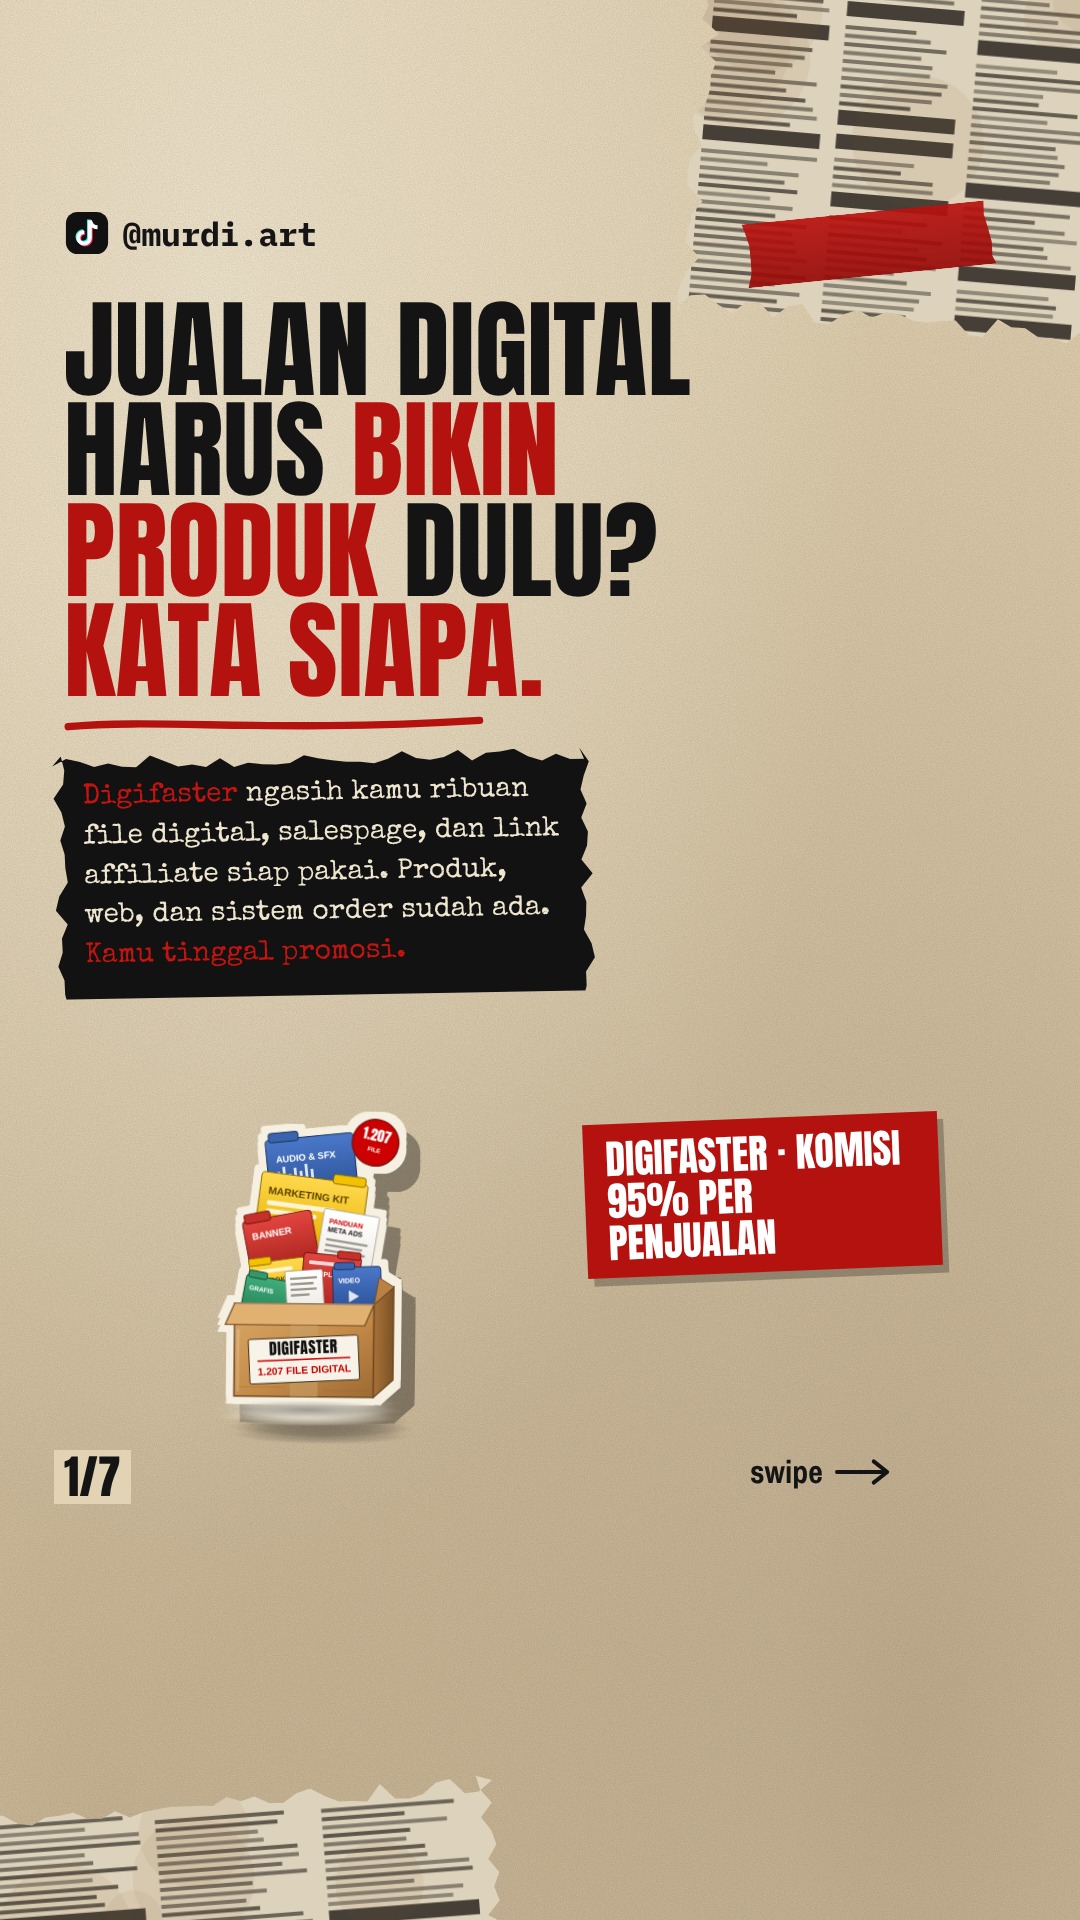 @murdi.art
JUALAN DIGITAL
HARUS BIKIN
PRODUK DULU?
KATA SIAPA.
Digifaster ngasih kamu ribuan
file digital, salespage, dan link
affiliate siap pakai. Produk,
web, dan sistem order sudah ada.
Kamu tinggal promosi.
1.207
FILE
AUDIO & SFX
MARKETING KIT
BANNER
PANDUAN
META ADS
GRAFIS
VIDEO
DIGIFASTER
1.207 FILE DIGITAL
DIGIFASTER · KOMISI
95% PER
PENJUALAN
1/7
swipe